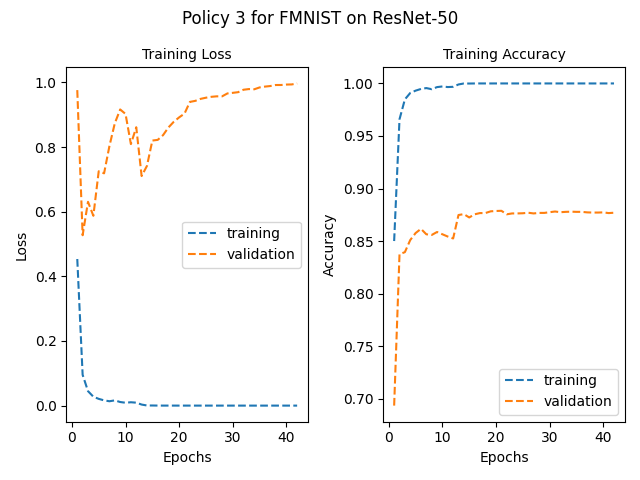 Policy 3 for FMNIST on ResNet-50
Training Loss
Loss
1.0
0.8
0.6
0.4
0.2
0.0
0 10 20 30 40
Epochs
training
validation
Training Accuracy
Accuracy
1.00
0.95
0.90
0.85
0.80
0.75
0.70
0 10 20 30 40
Epochs
training
validation